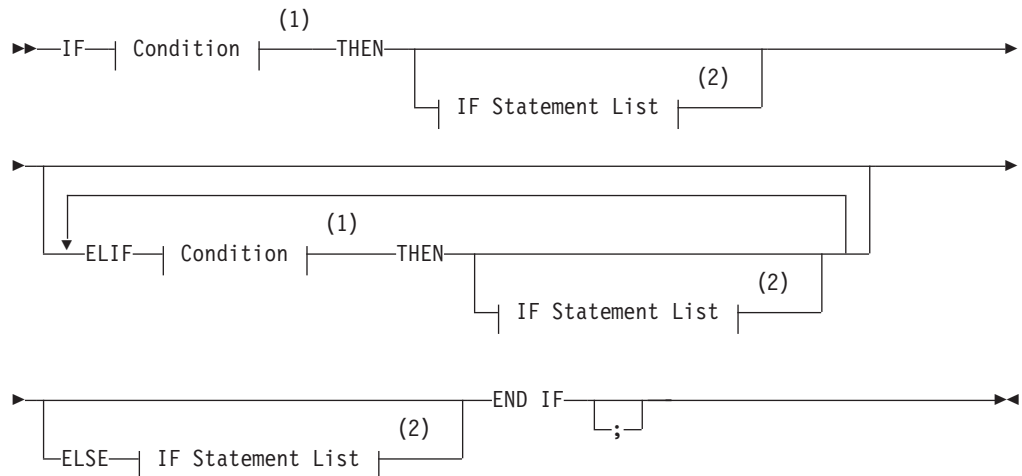 (1)
IF Condition THEN
(2)
IF Statement List
(1)
ELIF Condition THEN
(2)
IF Statement List
END IF
;
(2)
ELSE IF Statement List